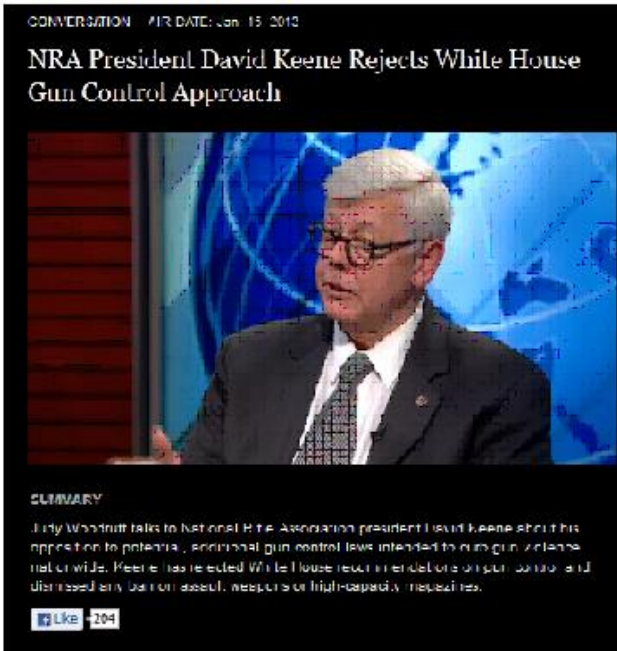 CONVERSATION AIR DATE: Jan. 15, 2013
NRA President David Keene Rejects White House
Gun Control Approach
SUMMARY
Judy Woodruff talks to National Rifle Association president David Keene about his
opposition to potential, additional gun control laws intended to curb gun violence
nationwide. Keene has rejected White House recommendations on gun control and
dismissed any ban on assault weapons or high-capacity magazines.
Like 204